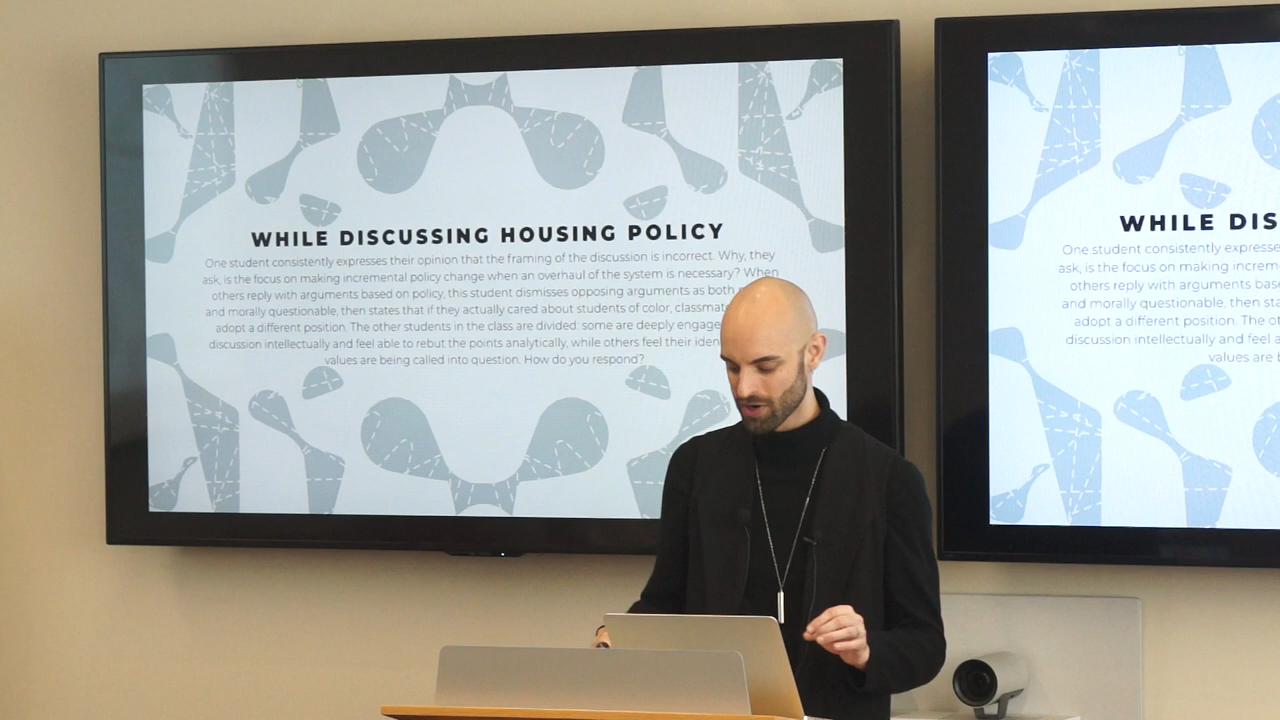 WHILE DISCUSSING HOUSING POLICY
One student consistently expresses their opinion that the framing of the discussion is incorrect. Why, they
ask, is the focus on making incremental policy change when an overhaul of the system is necessary? When
others reply with arguments based on policy, this student dismisses opposing arguments as both
and morally questionable, then states that if they actually cared about students of color,
adopt a different position. The other students in the class are divided: some are deeply
discussion intellectually and feel able to rebut the points analytically, while others feel their
values are being called into question. How do you respond?
WHILE
One student consistently
ask, is the focus on making
others reply with arguments
and morally questionable, then
adopt a different position. The
discussion intellectually and feel
values are